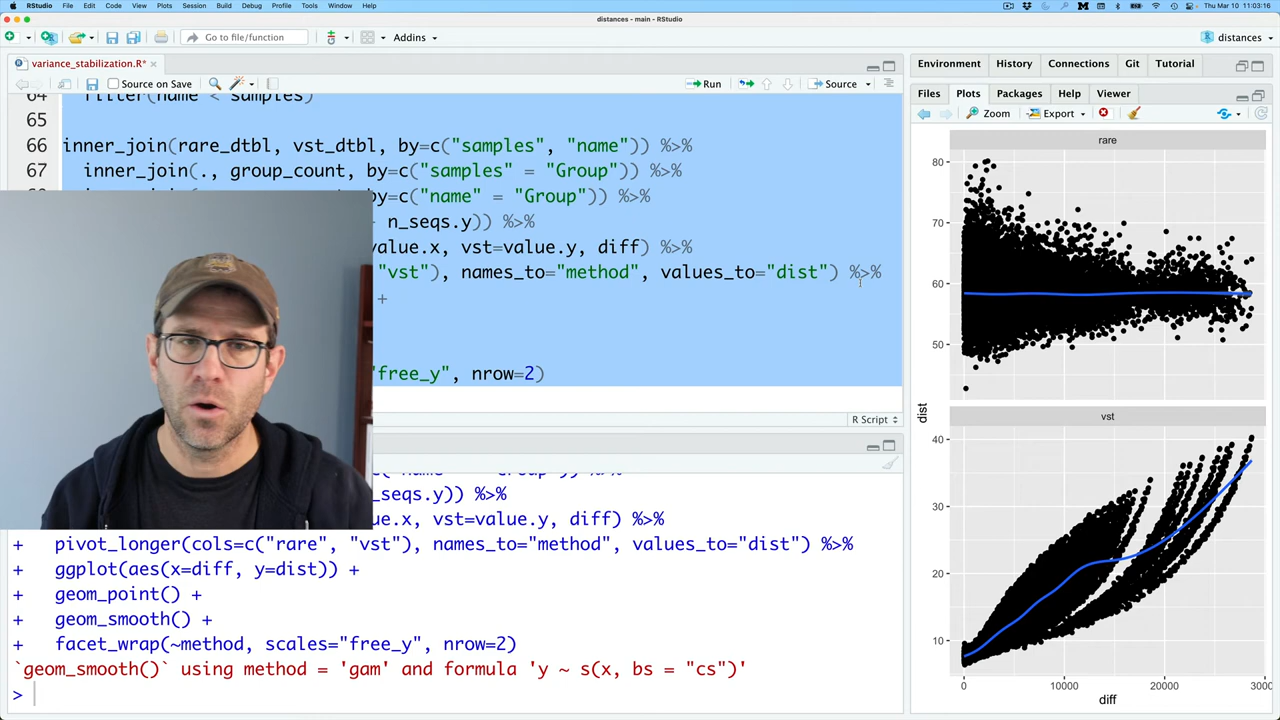 RStudio File Edit Code View Plots Session Build Debug Profile Tools Window Help
Thu Mar 10 11:03:16
distances - main - RStudio
Go to file/function
Addins
distances
variance_stabilization.R*
Source on Save
Run
Source
64 filter(name < samples)
65
66 inner_join(rare_dtbl, vst_dtbl, by=c("samples", "name")) %>%
67 inner_join(., group_count, by=c("samples" = "Group")) %>%
by=c("name" = "Group")) %>%
n_seqs.y)) %>%
value.x, vst=value.y, diff) %>%
"vst"), names_to="method", values_to="dist") %>%
+
"free_y", nrow=2)
R Script
_seqs.y)) %>%
ue.x, vst=value.y, diff) %>%
+ pivot_longer(cols=c("rare", "vst"), names_to="method", values_to="dist") %>%
+ ggplot(aes(x=diff, y=dist)) +
+ geom_point() +
+ geom_smooth() +
+ facet_wrap(~method, scales="free_y", nrow=2)
`geom_smooth()` using method = 'gam' and formula 'y ~ s(x, bs = "cs")'
>
Environment History Connections Git Tutorial
Files Plots Packages Help Viewer
Zoom Export
rare
80
70
60
50
dist
vst
40
30
20
10
0 10000 20000 3000
diff